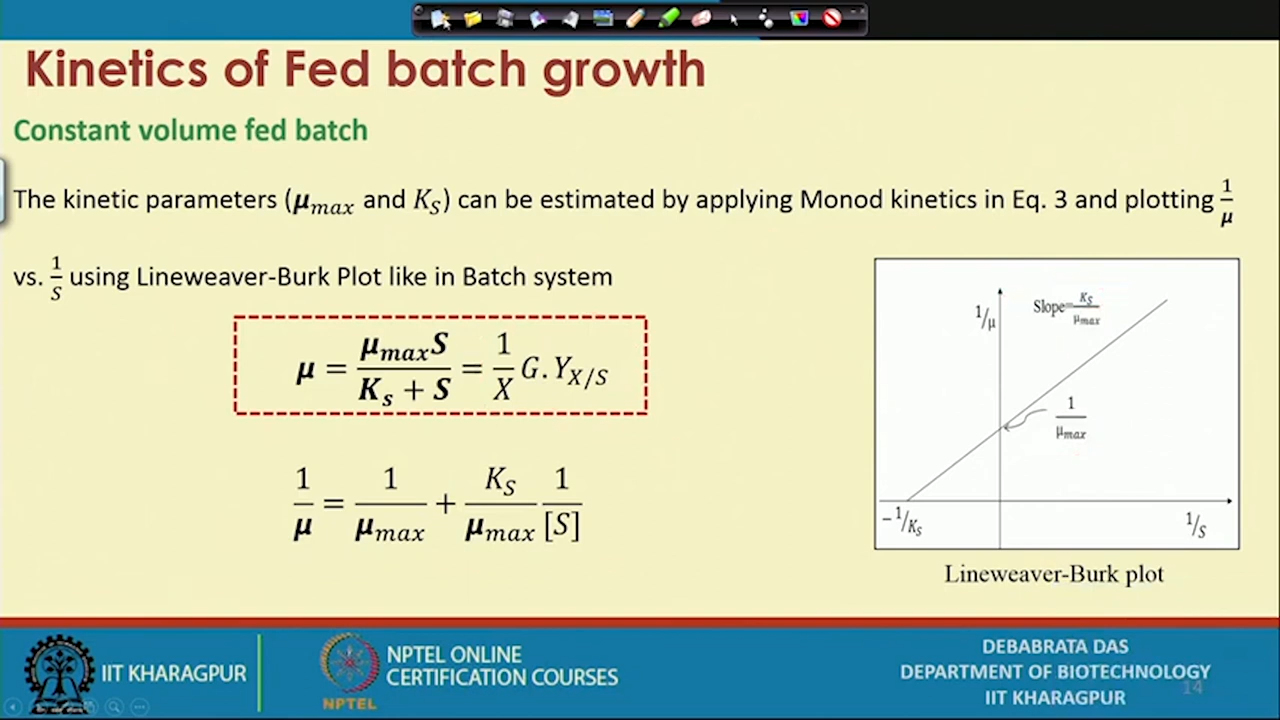 Kinetics of Fed batch growth
Constant volume fed batch
The kinetic parameters (μmax and KS) can be estimated by applying Monod kinetics in Eq. 3 and plotting 1/μ
vs. 1/S using Lineweaver-Burk Plot like in Batch system
μ = μmaxS/(Ks + S) = 1/X G.YX/S
1/μ = 1/μmax + KS/μmax 1/[S]
1/μ
Slope=KS/μmax
1/μmax
−1/KS
1/S
Lineweaver-Burk plot
IIT KHARAGPUR
NPTEL
NPTEL ONLINE
CERTIFICATION COURSES
DEBABRATA DAS
DEPARTMENT OF BIOTECHNOLOGY
IIT KHARAGPUR
14